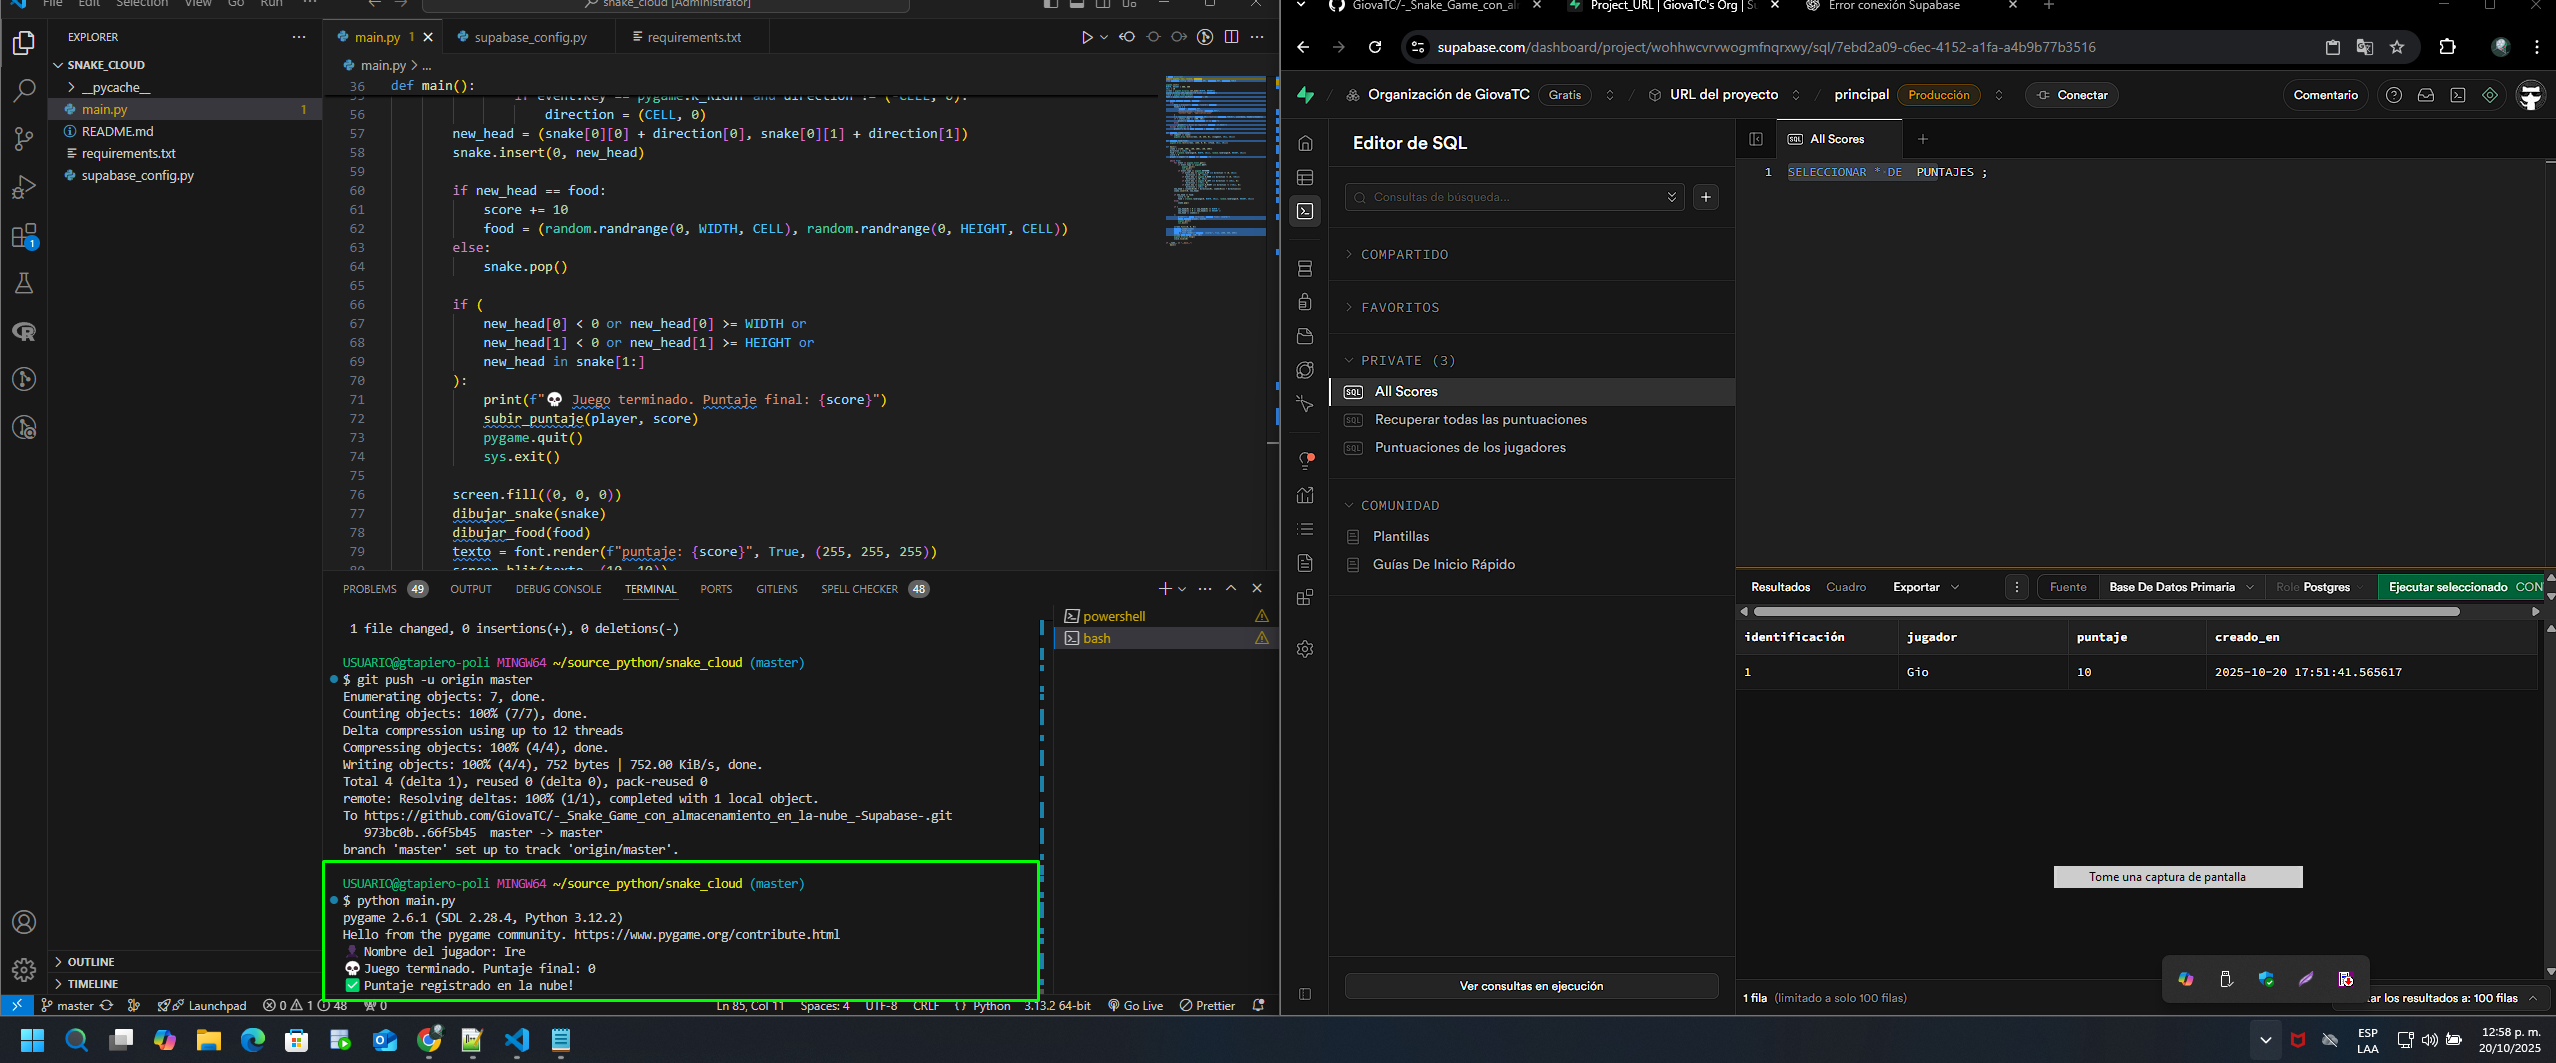 File Edit Selection View Go Run ···
snake_cloud [Administrator]
EXPLORER
SNAKE_CLOUD
__pycache__
main.py 1
README.md
requirements.txt
supabase_config.py
OUTLINE
TIMELINE
main.py 1
supabase_config.py
requirements.txt
main.py > ...
36 def main():
55 if event.key == pygame.K_RIGHT and direction != (-CELL, 0):
56 direction = (CELL, 0)
57 new_head = (snake[0][0] + direction[0], snake[0][1] + direction[1])
58 snake.insert(0, new_head)
59
60 if new_head == food:
61 score += 10
62 food = (random.randrange(0, WIDTH, CELL), random.randrange(0, HEIGHT, CELL))
63 else:
64 snake.pop()
65
66 if (
67 new_head[0] < 0 or new_head[0] >= WIDTH or
68 new_head[1] < 0 or new_head[1] >= HEIGHT or
69 new_head in snake[1:]
70 ):
71 print(f"💀 Juego terminado. Puntaje final: {score}")
72 subir_puntaje(player, score)
73 pygame.quit()
74 sys.exit()
75
76 screen.fill((0, 0, 0))
77 dibujar_snake(snake)
78 dibujar_food(food)
79 texto = font.render(f"puntaje: {score}", True, (255, 255, 255))
80 screen.blit(texto, (10, 10))
PROBLEMS 49 OUTPUT DEBUG CONSOLE TERMINAL PORTS GITLENS SPELL CHECKER 48
powershell
bash
1 file changed, 0 insertions(+), 0 deletions(-)
USUARIO@gtapiero-poli MINGW64 ~/source_python/snake_cloud (master)
$ git push -u origin master
Enumerating objects: 7, done.
Counting objects: 100% (7/7), done.
Delta compression using up to 12 threads
Compressing objects: 100% (4/4), done.
Writing objects: 100% (4/4), 752 bytes | 752.00 KiB/s, done.
Total 4 (delta 1), reused 0 (delta 0), pack-reused 0
remote: Resolving deltas: 100% (1/1), completed with 1 local object.
To https://github.com/GiovaTC/-_Snake_Game_con_almacenamiento_en_la-nube_-Supabase-.git
973bc0b..66f5b45 master -> master
branch 'master' set up to track 'origin/master'.
USUARIO@gtapiero-poli MINGW64 ~/source_python/snake_cloud (master)
$ python main.py
pygame 2.6.1 (SDL 2.28.4, Python 3.12.2)
Hello from the pygame community. https://www.pygame.org/contribute.html
👤 Nombre del jugador: Ire
💀 Juego terminado. Puntaje final: 0
✅ Puntaje registrado en la nube!
master Launchpad 0 1 48 0 Ln 85, Col 11 Spaces: 4 UTF-8 CRLF {} Python 3.13.2 64-bit Go Live Prettier
GiovaTC/-_Snake_Game_con_al
Project_URL | GiovaTC's Org | S
Error conexión Supabase
supabase.com/dashboard/project/wohhwcvrvwogmfnqrxwy/sql/7ebd2a09-c6ec-4152-a1fa-a4b9b77b3516
Organización de GiovaTC Gratis URL del proyecto principal Producción Conectar Comentario
Editor de SQL
Consultas de búsqueda...
COMPARTIDO
FAVORITOS
PRIVATE (3)
All Scores
Recuperar todas las puntuaciones
Puntuaciones de los jugadores
COMUNIDAD
Plantillas
Guías De Inicio Rápido
Ver consultas en ejecución
All Scores
1 SELECCIONAR * DE PUNTAJES ;
Resultados Cuadro Exportar Fuente Base De Datos Primaria Role Postgres Ejecutar seleccionado CON
identificación jugador puntaje creado_en
1 Gio 10 2025-10-20 17:51:41.565617
Tome una captura de pantalla
1 fila (limitado a solo 100 filas)
tar los resultados a: 100 filas
ESP
LAA
12:58 p. m.
20/10/2025